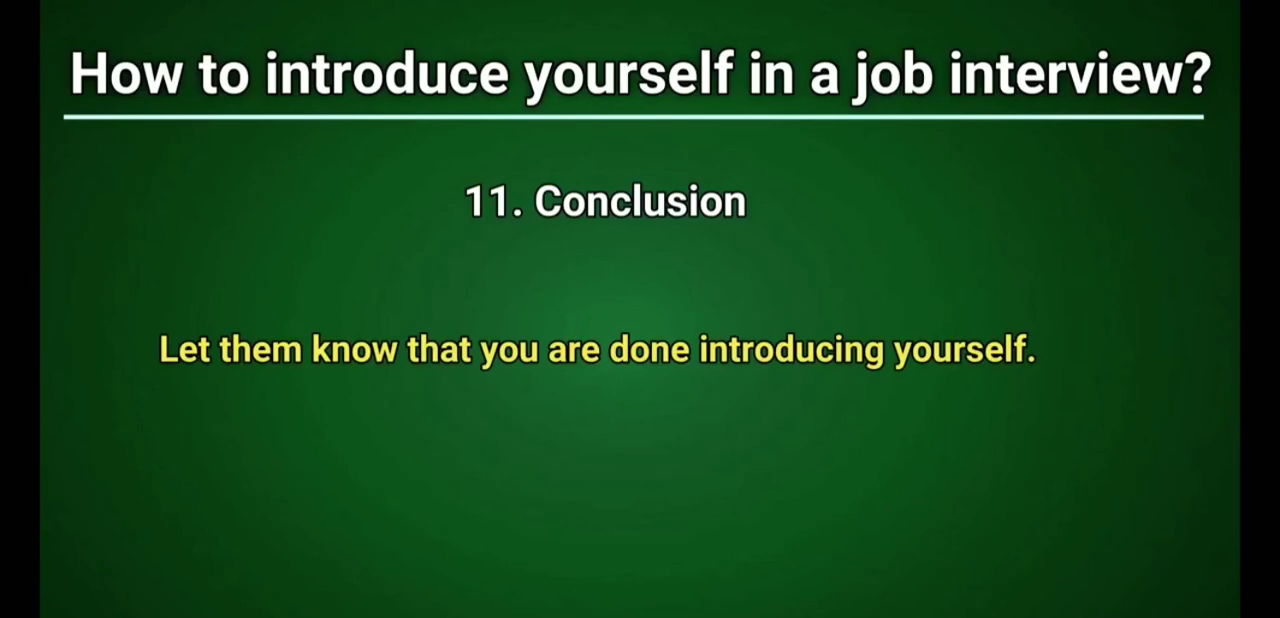 How to introduce yourself in a job interview?
11. Conclusion
Let them know that you are done introducing yourself.